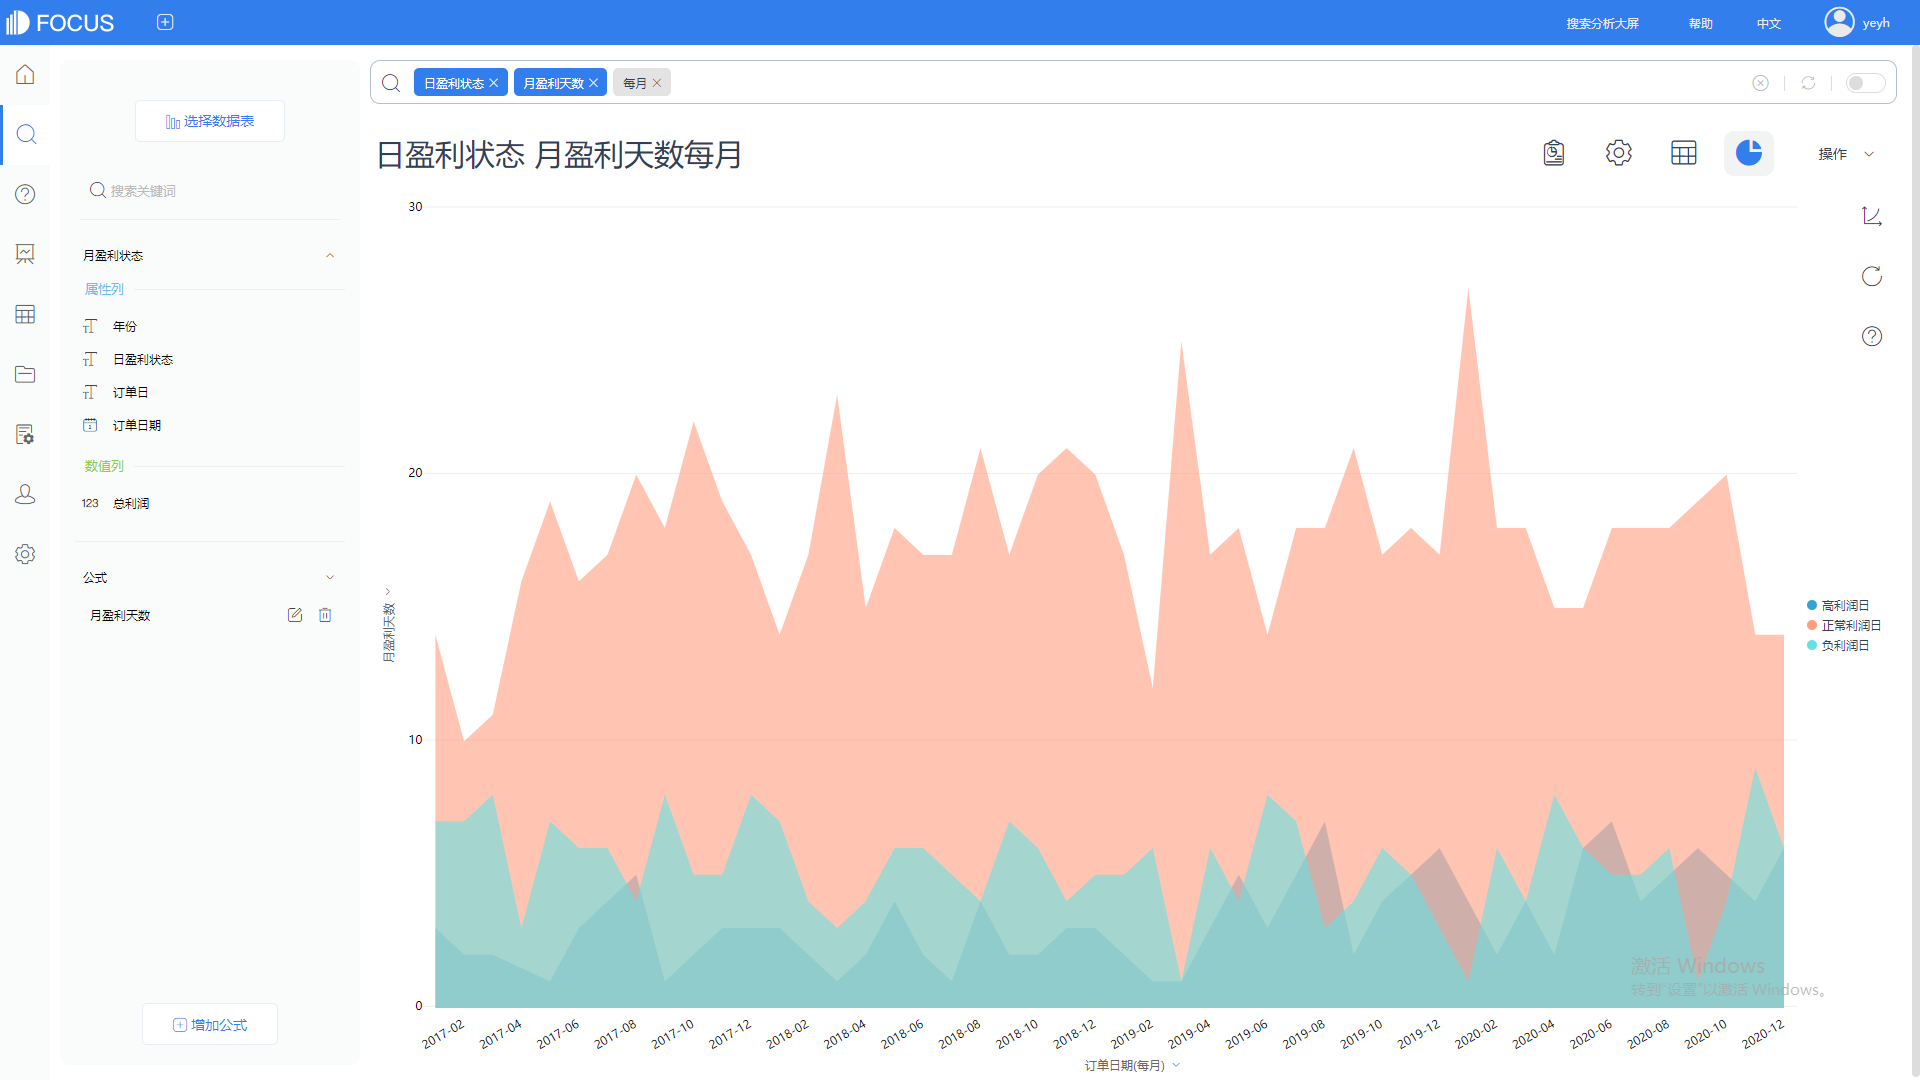 FOCUS
搜索分析大屏
帮助
中文
yeyh
选择数据表
搜索关键词
月盈利状态
属性列
年份
日盈利状态
订单日
订单日期
数值列
123 总利润
公式
月盈利天数
增加公式
日盈利状态 月盈利天数 每月
日盈利状态 月盈利天数每月
操作
30
20
10
0
月盈利天数
2017-02 2017-04 2017-06 2017-08 2017-10 2017-12 2018-02 2018-04 2018-06 2018-08 2018-10 2018-12 2019-02 2019-04 2019-06 2019-08 2019-10 2019-12 2020-02 2020-04 2020-06 2020-08 2020-10 2020-12
订单日期(每月)
高利润日
正常利润日
负利润日
激活 Windows
转到"设置"以激活 Windows。